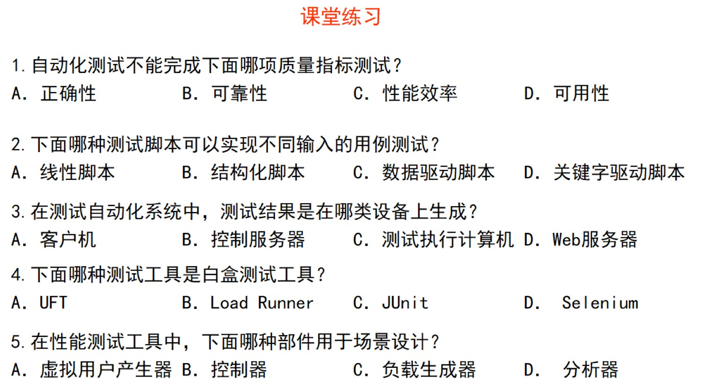 课堂练习
1.自动化测试不能完成下面哪项质量指标测试？
A. 正确性 B. 可靠性 C. 性能效率 D. 可用性
2.下面哪种测试脚本可以实现不同输入的用例测试？
A. 线性脚本 B. 结构化脚本 C. 数据驱动脚本 D. 关键字驱动脚本
3.在测试自动化系统中，测试结果是在哪类设备上生成？
A. 客户机 B. 控制服务器 C. 测试执行计算机 D. Web服务器
4.下面哪种测试工具是白盒测试工具？
A. UFT B. Load Runner C. JUnit D. Selenium
5.在性能测试工具中，下面哪种部件用于场景设计？
A. 虚拟用户产生器 B. 控制器 C. 负载生成器 D. 分析器